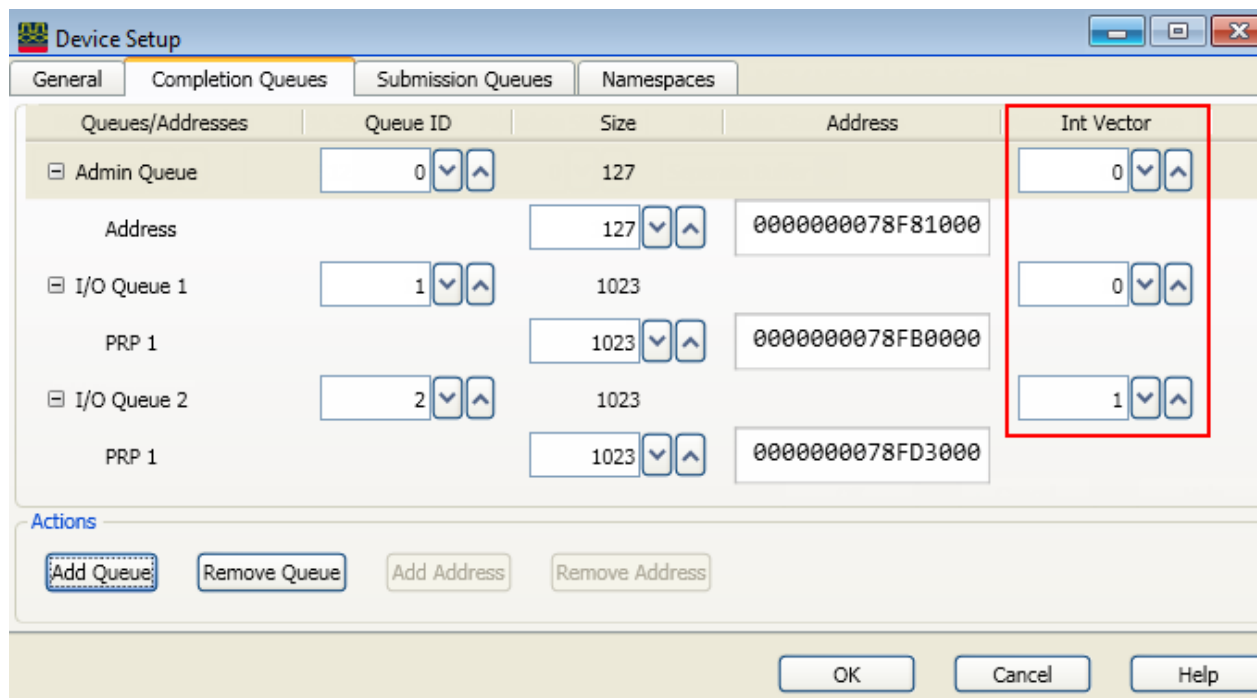 Device Setup
General Completion Queues Submission Queues Namespaces
Queues/Addresses Queue ID Size Address Int Vector
Admin Queue 0 127 0
Address 127 0000000078F81000
I/O Queue 1 1 1023 0
PRP 1 1023 0000000078FB0000
I/O Queue 2 2 1023 1
PRP 1 1023 0000000078FD3000
Actions
Add Queue Remove Queue Add Address Remove Address
OK Cancel Help